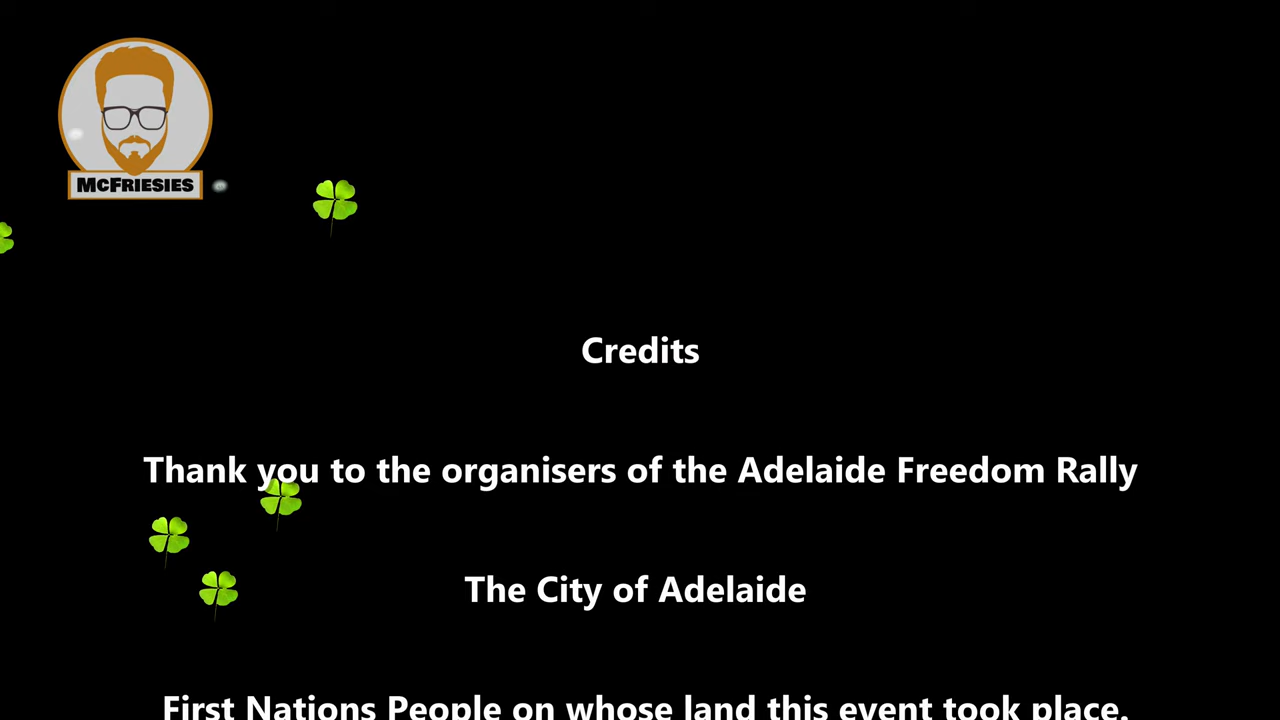 McFriesies
Credits
Thank you to the organisers of the Adelaide Freedom Rally
The City of Adelaide
First Nations People on whose land this event took place.